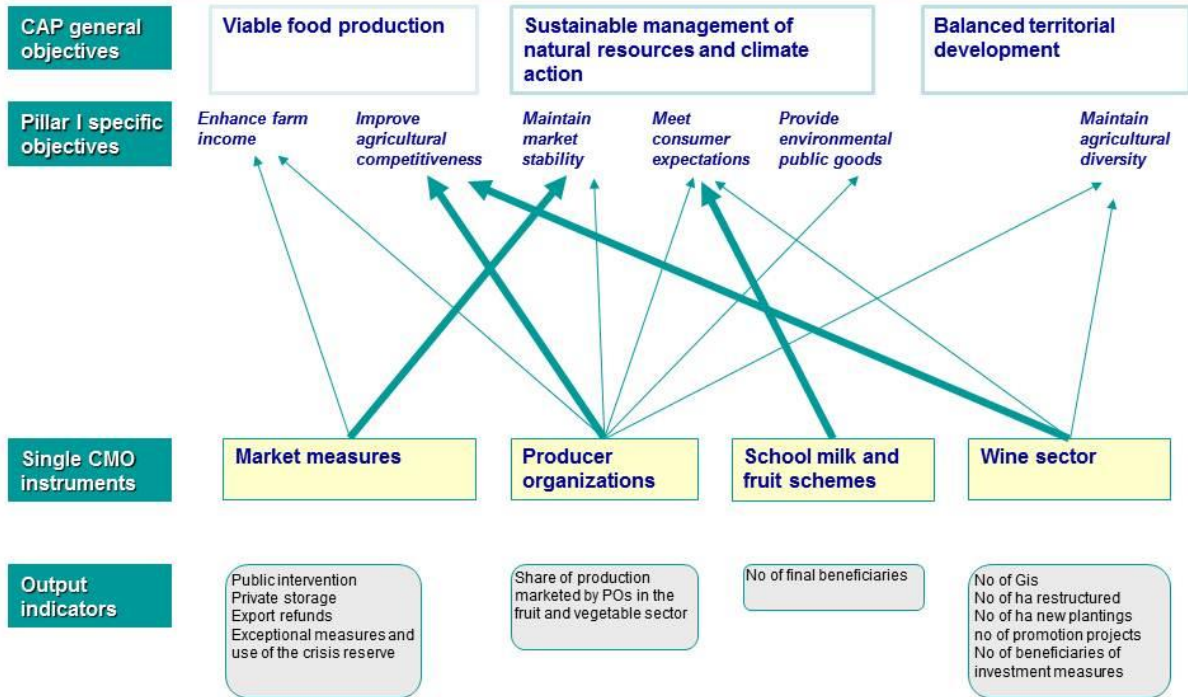 CAP general
objectives
Viable food production
Sustainable management of
natural resources and climate
action
Balanced territorial
development
Pillar I specific
objectives
Enhance farm
income
Improve
agricultural
competitiveness
Maintain
market
stability
Meet
consumer
expectations
Provide
environmental
public goods
Maintain
agricultural
diversity
Single CMO
instruments
Market measures
Producer
organizations
School milk and
fruit schemes
Wine sector
Output
indicators
Public intervention
Private storage
Export refunds
Exceptional measures and
use of the crisis reserve
Share of production
marketed by POs in the
fruit and vegetable sector
No of final beneficiaries
No of Gis
No of ha restructured
No of ha new plantings
no of promotion projects
No of beneficiaries of
investment measures